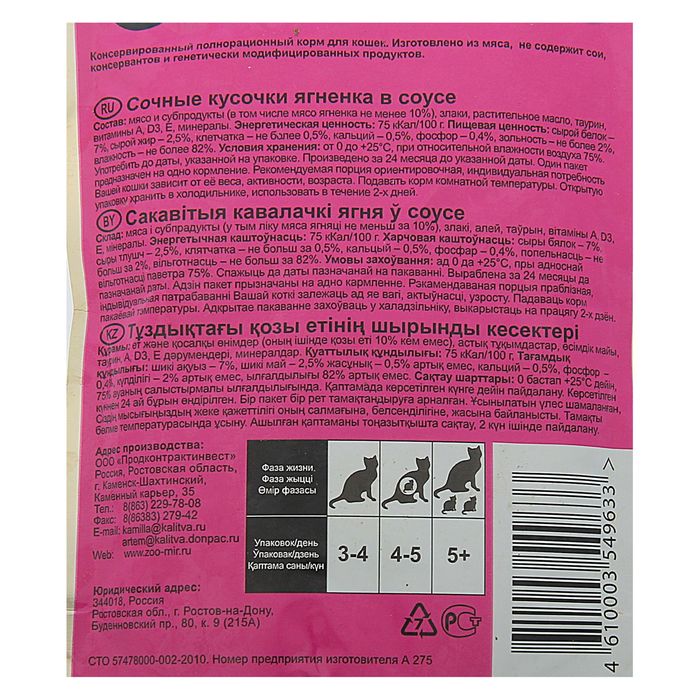 Консервированный полнорационный корм для кошек. Изготовлено из мяса, не содержит сои,
консервантов и генетически модифицированных продуктов.
RU Сочные кусочки ягненка в соусе
Состав: мясо и субпродукты (в том числе мясо ягненка не менее 10%), злаки, растительное масло, таурин,
витамины А, D3, Е, минералы. Энергетическая ценность: 75 кКал/100 г. Пищевая ценность: сырой белок –
7%, сырой жир – 2,5%, клетчатка – не более 0,5%, кальций – 0,5%, фосфор – 0,4%, зольность – не более 2%,
влажность – не более 82%. Условия хранения: от 0 до +25°С, при относительной влажности воздуха 75%.
Употребить до даты, указанной на упаковке. Произведено за 24 месяца до указанной даты. Один пакет
предназначен на одно кормление. Рекомендуемая порция ориентировочная, индивидуальная потребность
Вашей кошки зависит от её веса, активности, возраста. Подавать корм комнатной температуры. Открытую
упаковку хранить в холодильнике, использовать в течение 2-х дней.
BY Сакавітыя кавалачкі ягня ў соусе
Склад: мяса і субпрадукты (у тым ліку мяса ягняці не меньш за 10%), злакі, алей, таўрын, вітаміны А, D3,
Е, мінералы. Энергетычная каштоўнасць: 75 кКал/100 г. Харчовая каштоўнасць: сыры бялок – 7%,
сыры тлушч – 2,5%, клятчатка – не больш за 0,5%, кальций – 0,5%, фосфор – 0,4%, попельнасць – не
больш за 2%, вільготнасць – не больш за 82%. Умовы захоўвання: ад 0 да +25°С, пры адноснай
вільготнасці паветра 75%. Спажыць да даты пазначанай на пакаванні. Выраблена за 24 месяца да
пазначанай даты. Адзін пакет прызначаны на адно кармленне. Рэкамендаваная порцыя прабліэная,
індывідуальная патрабаванні Вашай коткі залежаць ад яе вагі, актыўнасці, узросту. Падаваць корм
пакаёвай тэмпературы. Адкрытае пакаванне захоўваць у халадзільніку, выкарыстаць на працягу 2-х дзён.
KZ Тұздықтағы қозы етінің шырынды кесектері
Құрамы: ет және қосалқы өнімдер (оның ішінде қозы еті 10% кем емес), астық тұқымдастар, өсімдік майы,
таурин, А, D3, Е дәрумендері, минералдар. Қуаттылық құндылығы: 75 кКал/100 г, Тағамдық
құндылығы: шикі ақуыз – 7%, шикі май – 2,5% жасұнық – 0,5% артық емес, кальций – 0,5%, фосфор –
0,4%, күлділігі – 2% артық емес, ылғалдылығы 82% артық емес. Сақтау шарттары: 0 бастап +25°С дейін,
75% ауаның салыстырмалы ылғалдылығында. Қаптамада көрсетілген күнге дейін пайдалану. Көрсетілген
күннен 24 ай бұрын өндірілген. Бір пакет бір рет тамақтандыруға арналған. Ұсынылатын үлес шамаланған,
Сіздің мысығыңыздың жеке қажеттілігі оның салмағына, белсенділігіне, жасына байланысты. Тамақты
бөлме температурасында ұсыну. Ашылған қаптаманы тоңазытқышта сақтау, 2 күн ішінде пайдалану.
Адрес производства:
ООО «Продконтрактинвест»
Россия, Ростовская область,
г. Каменск-Шахтинский,
Каменный карьер, 35
Тел: 8(863) 229-78-08
Факс: 8(86383) 279-42
E-mail: kamilla@kalitva.ru
artem@kalitva.donpac.ru
Web: www.zoo-mir.ru
Юридический адрес:
344018, Россия
Ростовская обл., г. Ростов-на-Дону,
Буденновский пр., 80, к. 9 (215А)
Фаза жизни.
Фаза жыцці
Өмір фазасы
Упаковок/день
Ўпаковак/дзень
Қаптама саны/күн
3-4
4-5
5+
7
РСТ
4 610003 549633 >
СТО 57478000-002-2010. Номер предприятия изготовителя А 275